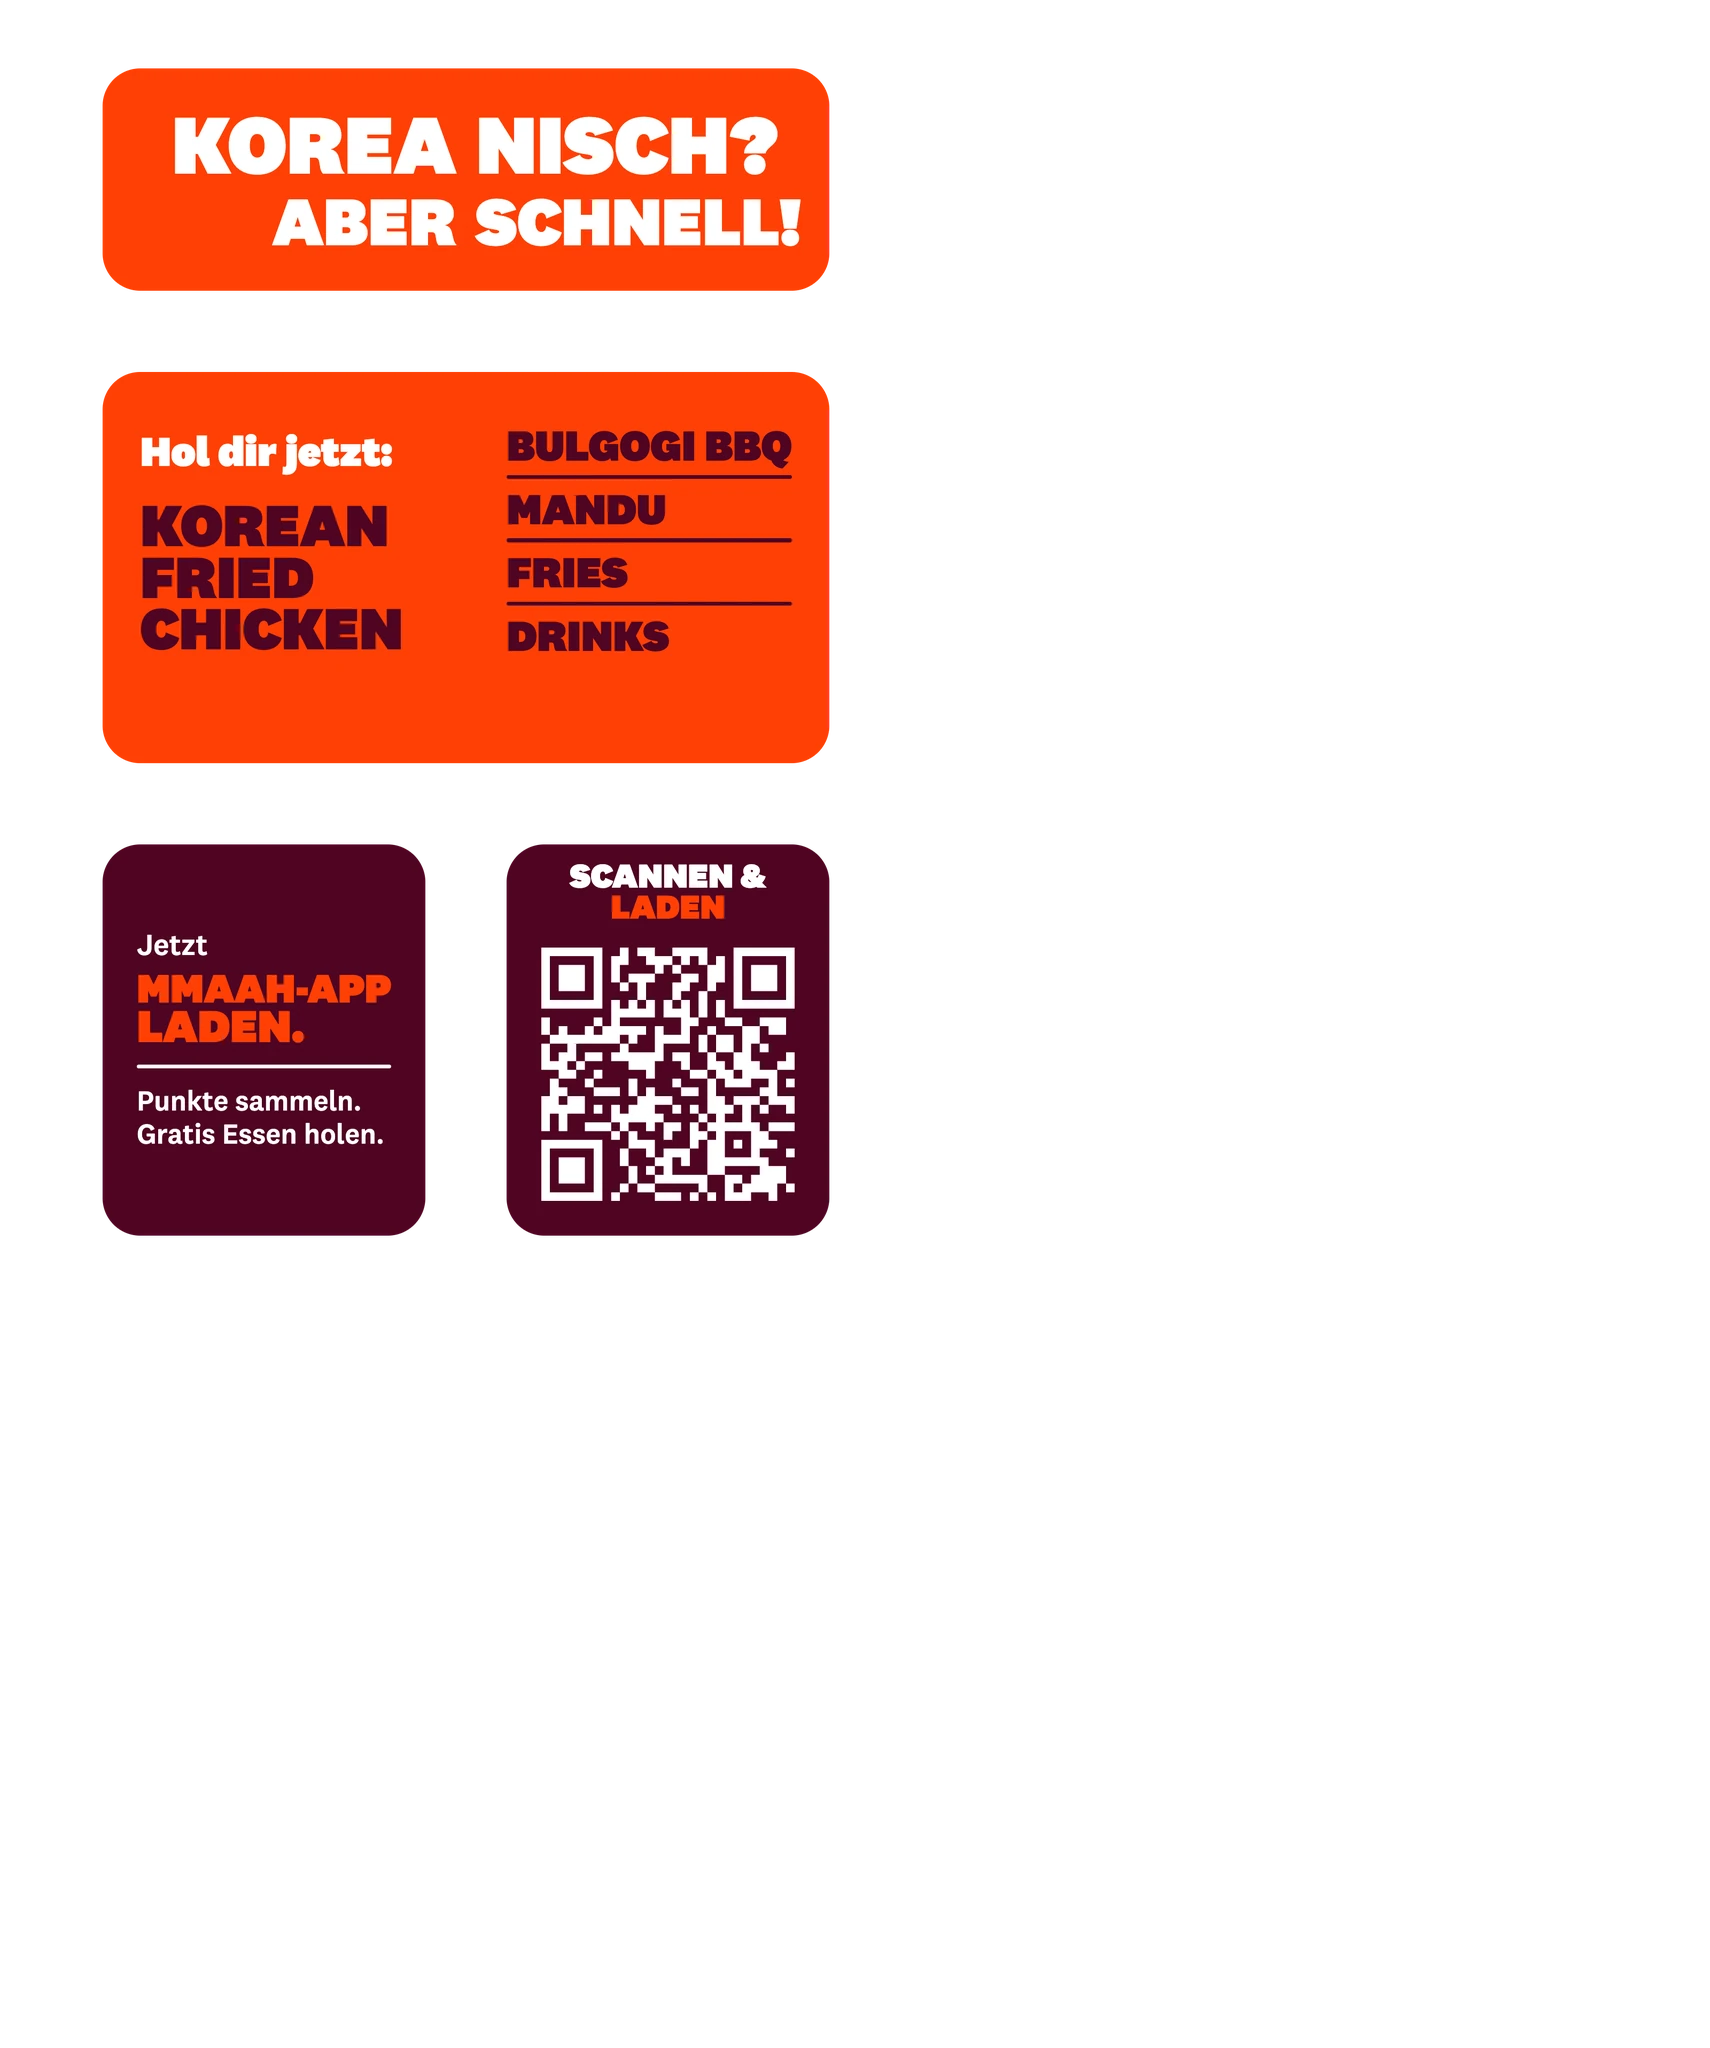 KOREA NISCH?
ABER SCHNELL!
Hol dir jetzt:
KOREAN
FRIED
CHICKEN
BULGOGI BBQ
MANDU
FRIES
DRINKS
Jetzt
MMAAH-APP
LADEN.
Punkte sammeln.
Gratis Essen holen.
SCANNEN &
LADEN